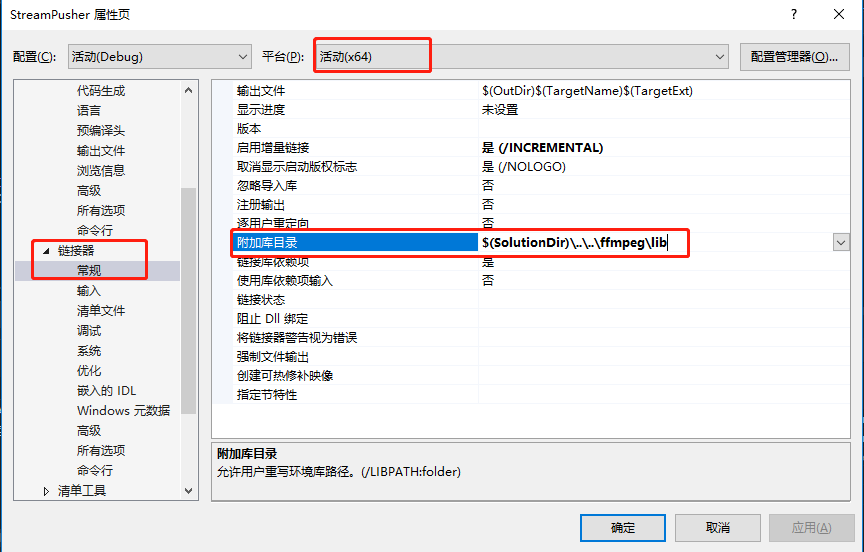 StreamPusher 属性页
配置(C): 活动(Debug) 平台(P): 活动(x64) 配置管理器(O)...
代码生成
语言
预编译头
输出文件
浏览信息
高级
所有选项
命令行
链接器
常规
输入
清单文件
调试
系统
优化
嵌入的 IDL
Windows 元数据
高级
所有选项
命令行
清单工具
输出文件 $(OutDir)$(TargetName)$(TargetExt)
显示进度 未设置
版本
启用增量链接 是 (/INCREMENTAL)
取消显示启动版权标志 是 (/NOLOGO)
忽略导入库 否
注册输出 否
逐用户重定向 否
附加库目录 $(SolutionDir)\..\..\ffmpeg\lib
链接库依赖项 是
使用库依赖项输入 否
链接状态
阻止 Dll 绑定
将链接器警告视为错误
强制文件输出
创建可热修补映像
指定节特性
附加库目录
允许用户重写环境库路径。(/LIBPATH:folder)
确定 取消 应用(A)